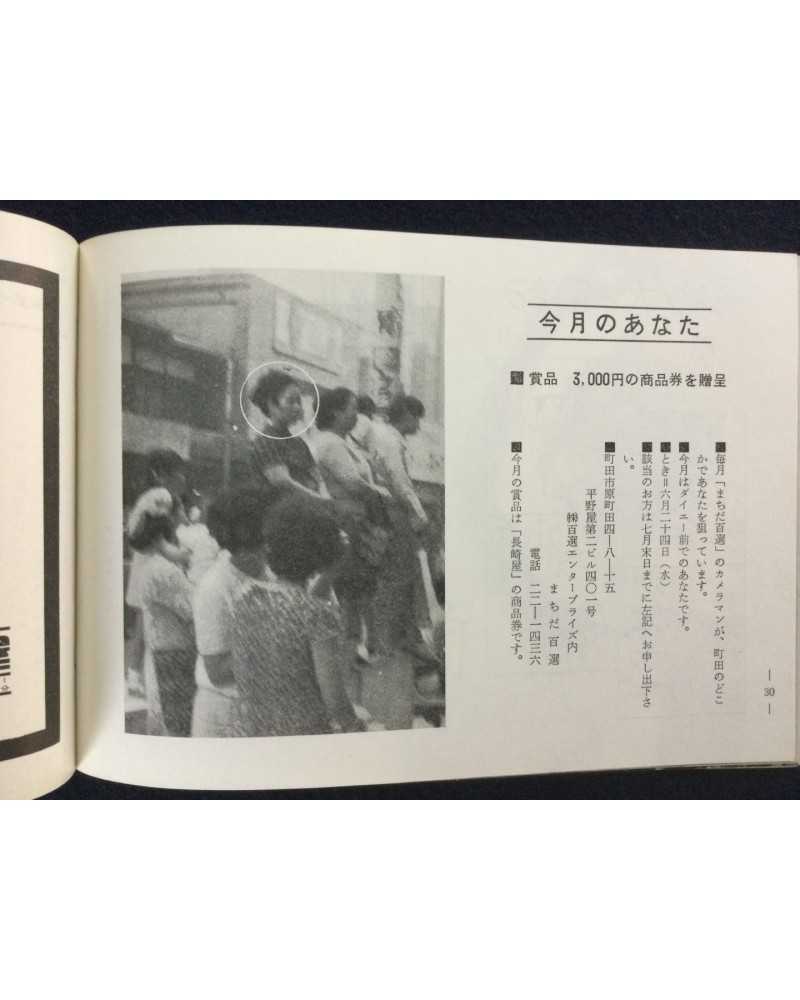 今月のあなた
■賞品 3,000円の商品券を贈呈
■毎月「まちだ百選」のカメラマンが、町田のどこ
かであなたを狙っています。
■今月はダイエー前でのあなたです。
■とき＝六月二十四日（水）
■該当のお方は七月末日までに左記へお申し出下さ
い。
■町田市原町田四―八―十五
平野屋第二ビル四〇一号
㈱百選エンタープライズ内
まちだ百選
電話 二二―一四三六
■今月の賞品は「長崎屋」の商品券です。
―30―